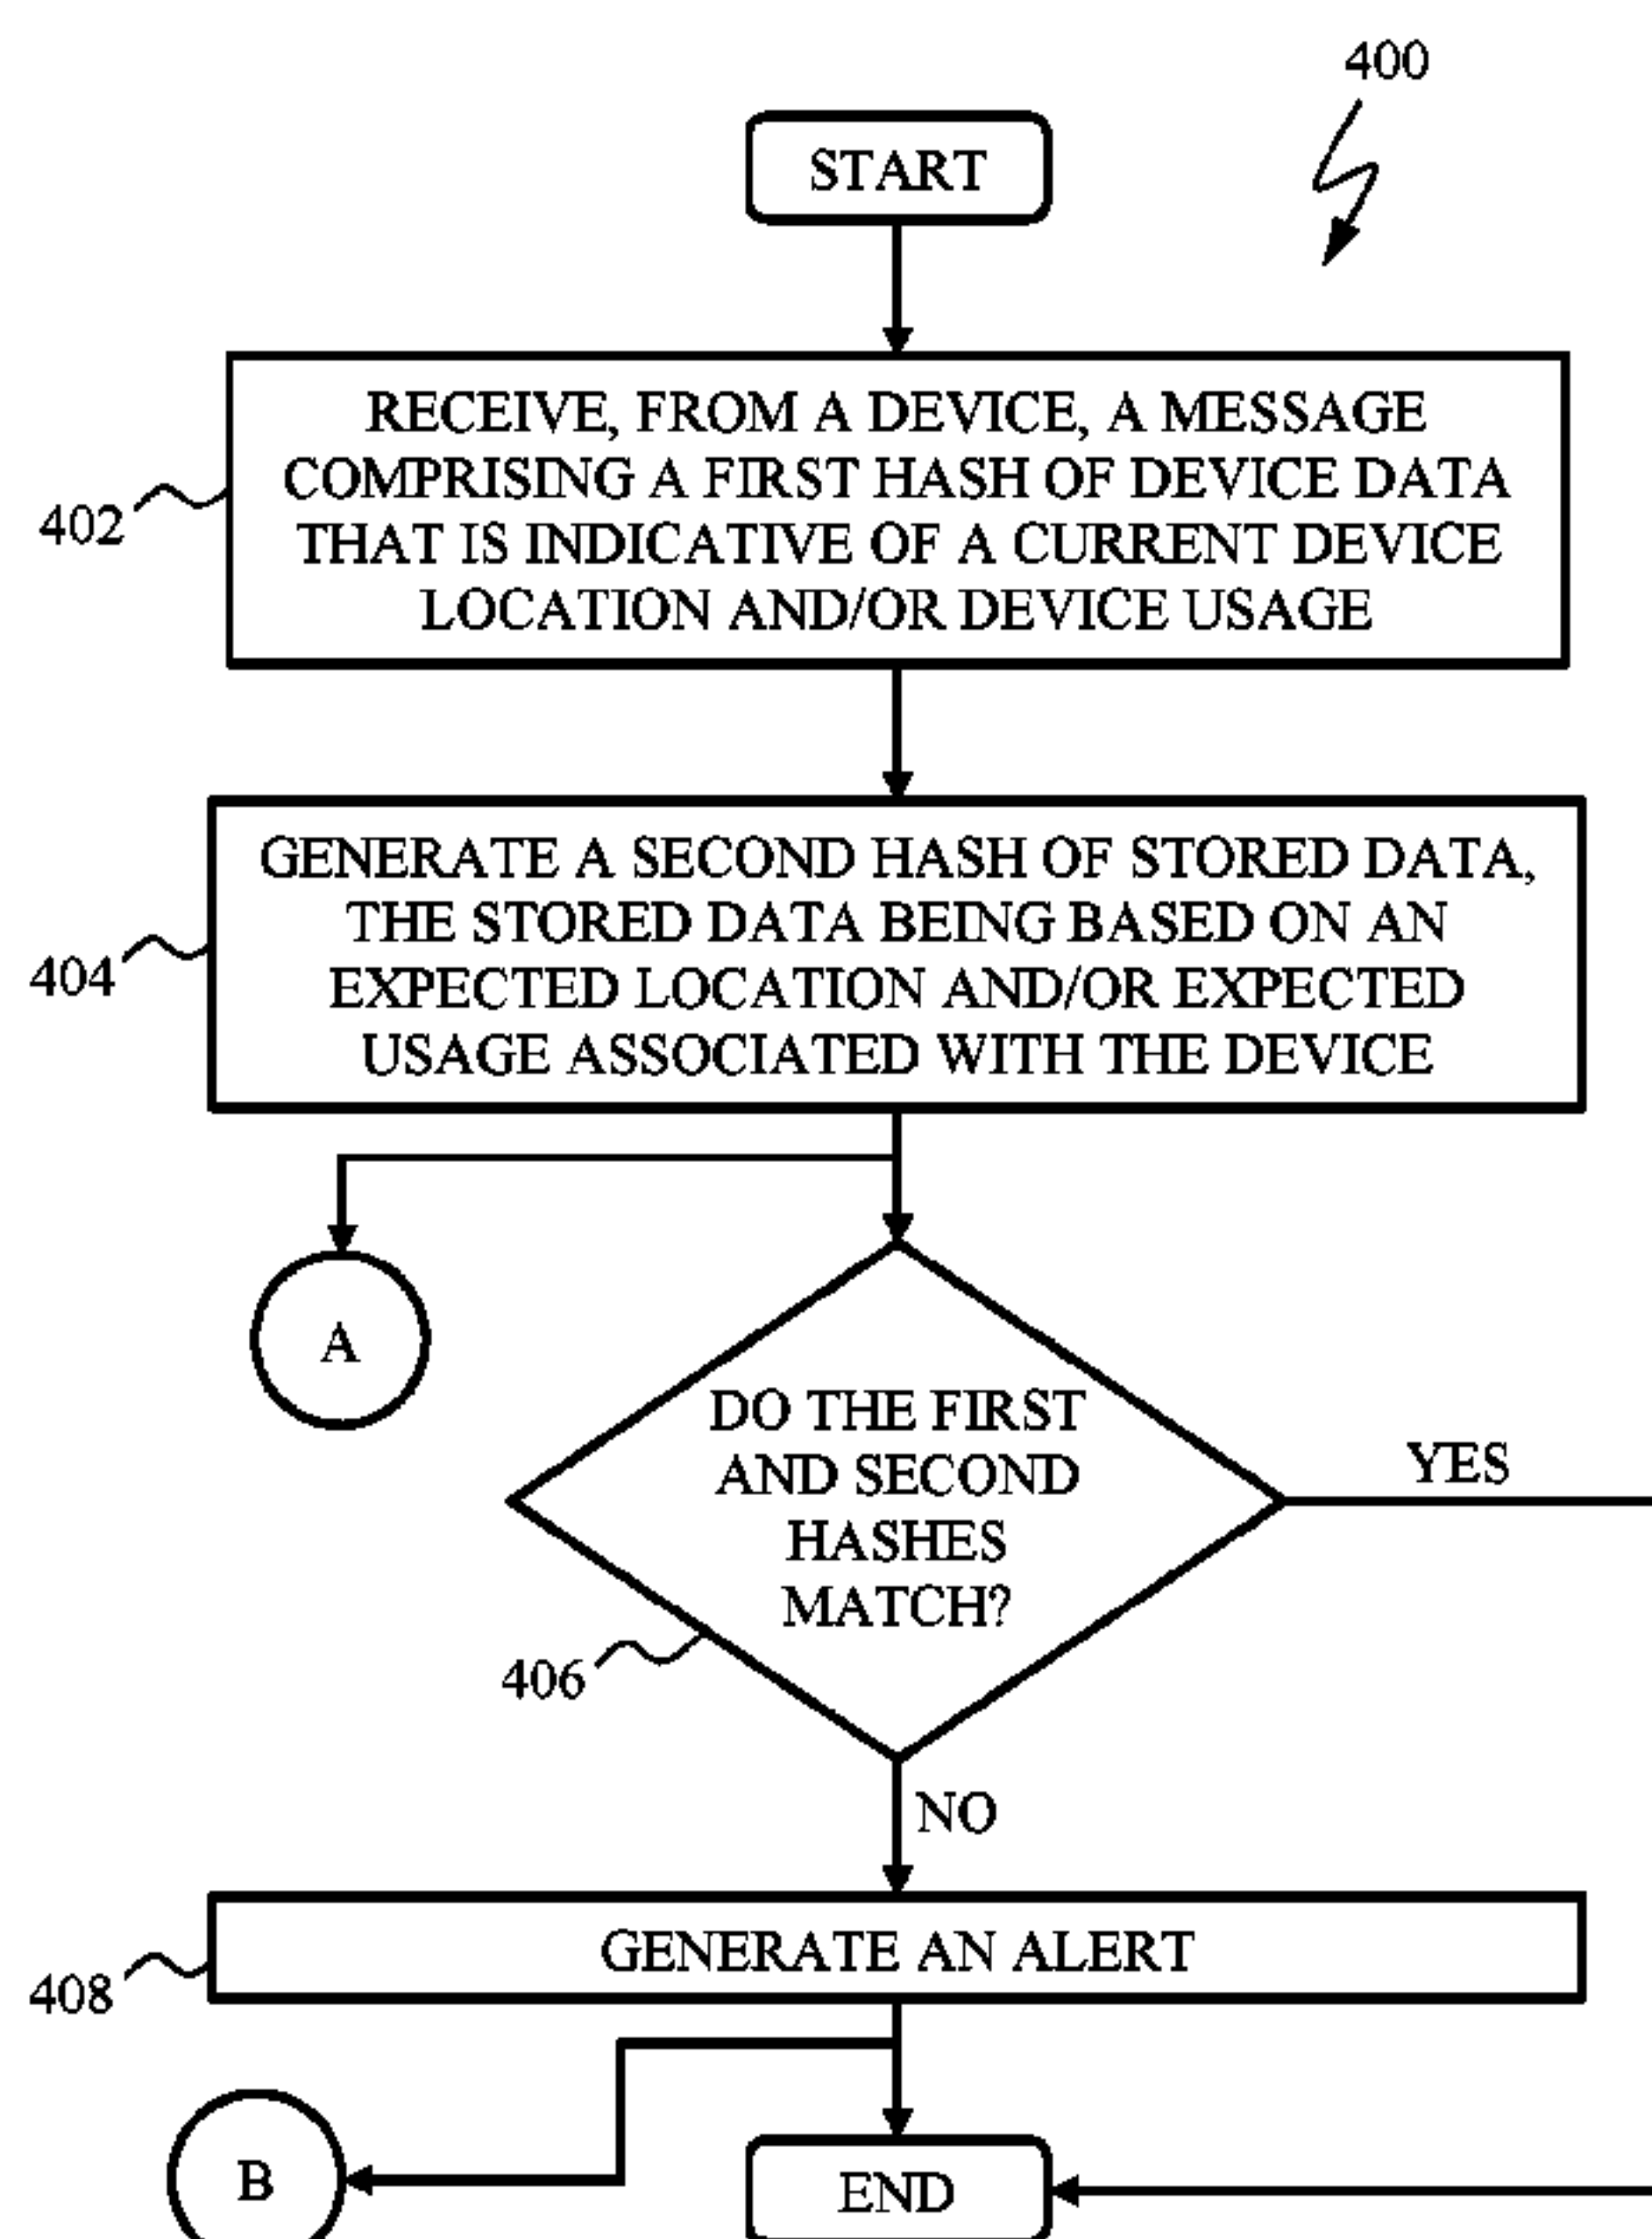 400
START
RECEIVE, FROM A DEVICE, A MESSAGE
COMPRISING A FIRST HASH OF DEVICE DATA
THAT IS INDICATIVE OF A CURRENT DEVICE
LOCATION AND/OR DEVICE USAGE
402
GENERATE A SECOND HASH OF STORED DATA,
THE STORED DATA BEING BASED ON AN
EXPECTED LOCATION AND/OR EXPECTED
USAGE ASSOCIATED WITH THE DEVICE
404
A
DO THE FIRST
AND SECOND
HASHES
MATCH?
YES
406
NO
GENERATE AN ALERT
408
B
END